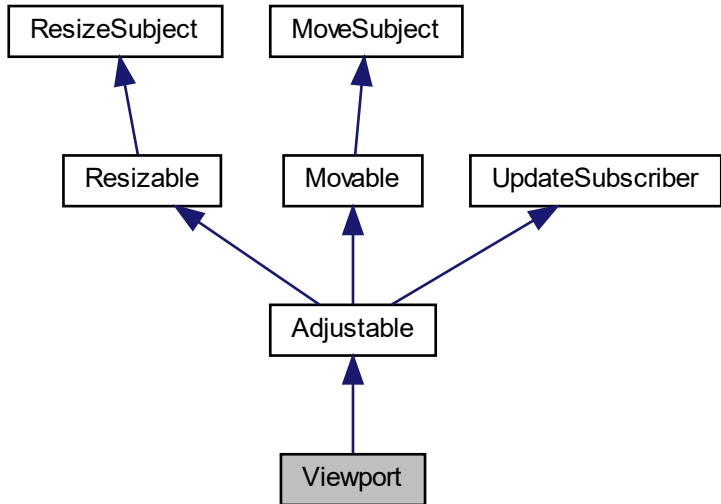 ResizeSubject
MoveSubject
Resizable
Movable
UpdateSubscriber
Adjustable
Viewport